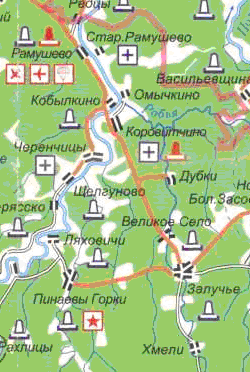 Редцы
Стар.Рамушево
Рамушево
Васильевщина
Омычкино
Кобылкино
Робья
Коровитчино
Черенчицы
Дубки
Щелгуново
Бол.Засо
Великое Село
Ляховичи
Залучье
Пинаевы Горки
Рахлицы
Хмели